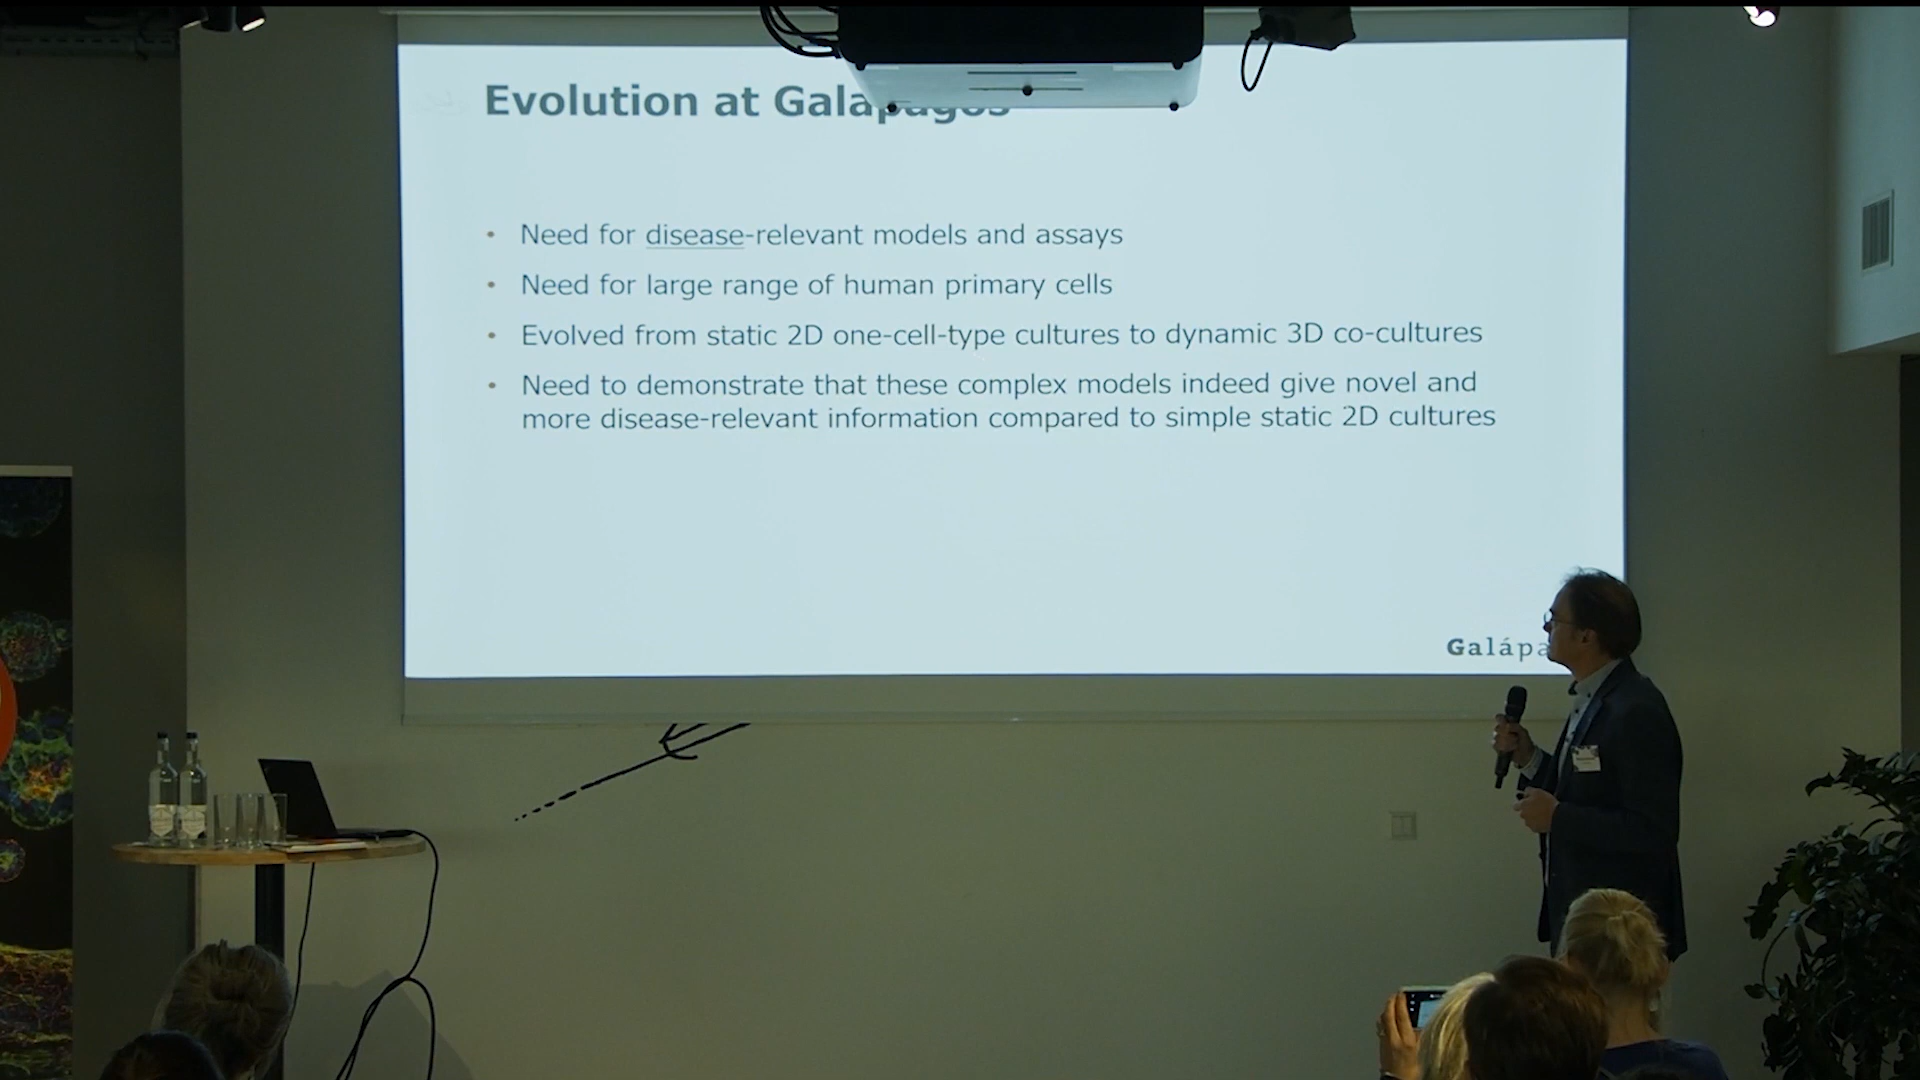 Evolution at Galapagos
• Need for disease-relevant models and assays
• Need for large range of human primary cells
• Evolved from static 2D one-cell-type cultures to dynamic 3D co-cultures
• Need to demonstrate that these complex models indeed give novel and
more disease-relevant information compared to simple static 2D cultures
Galápa